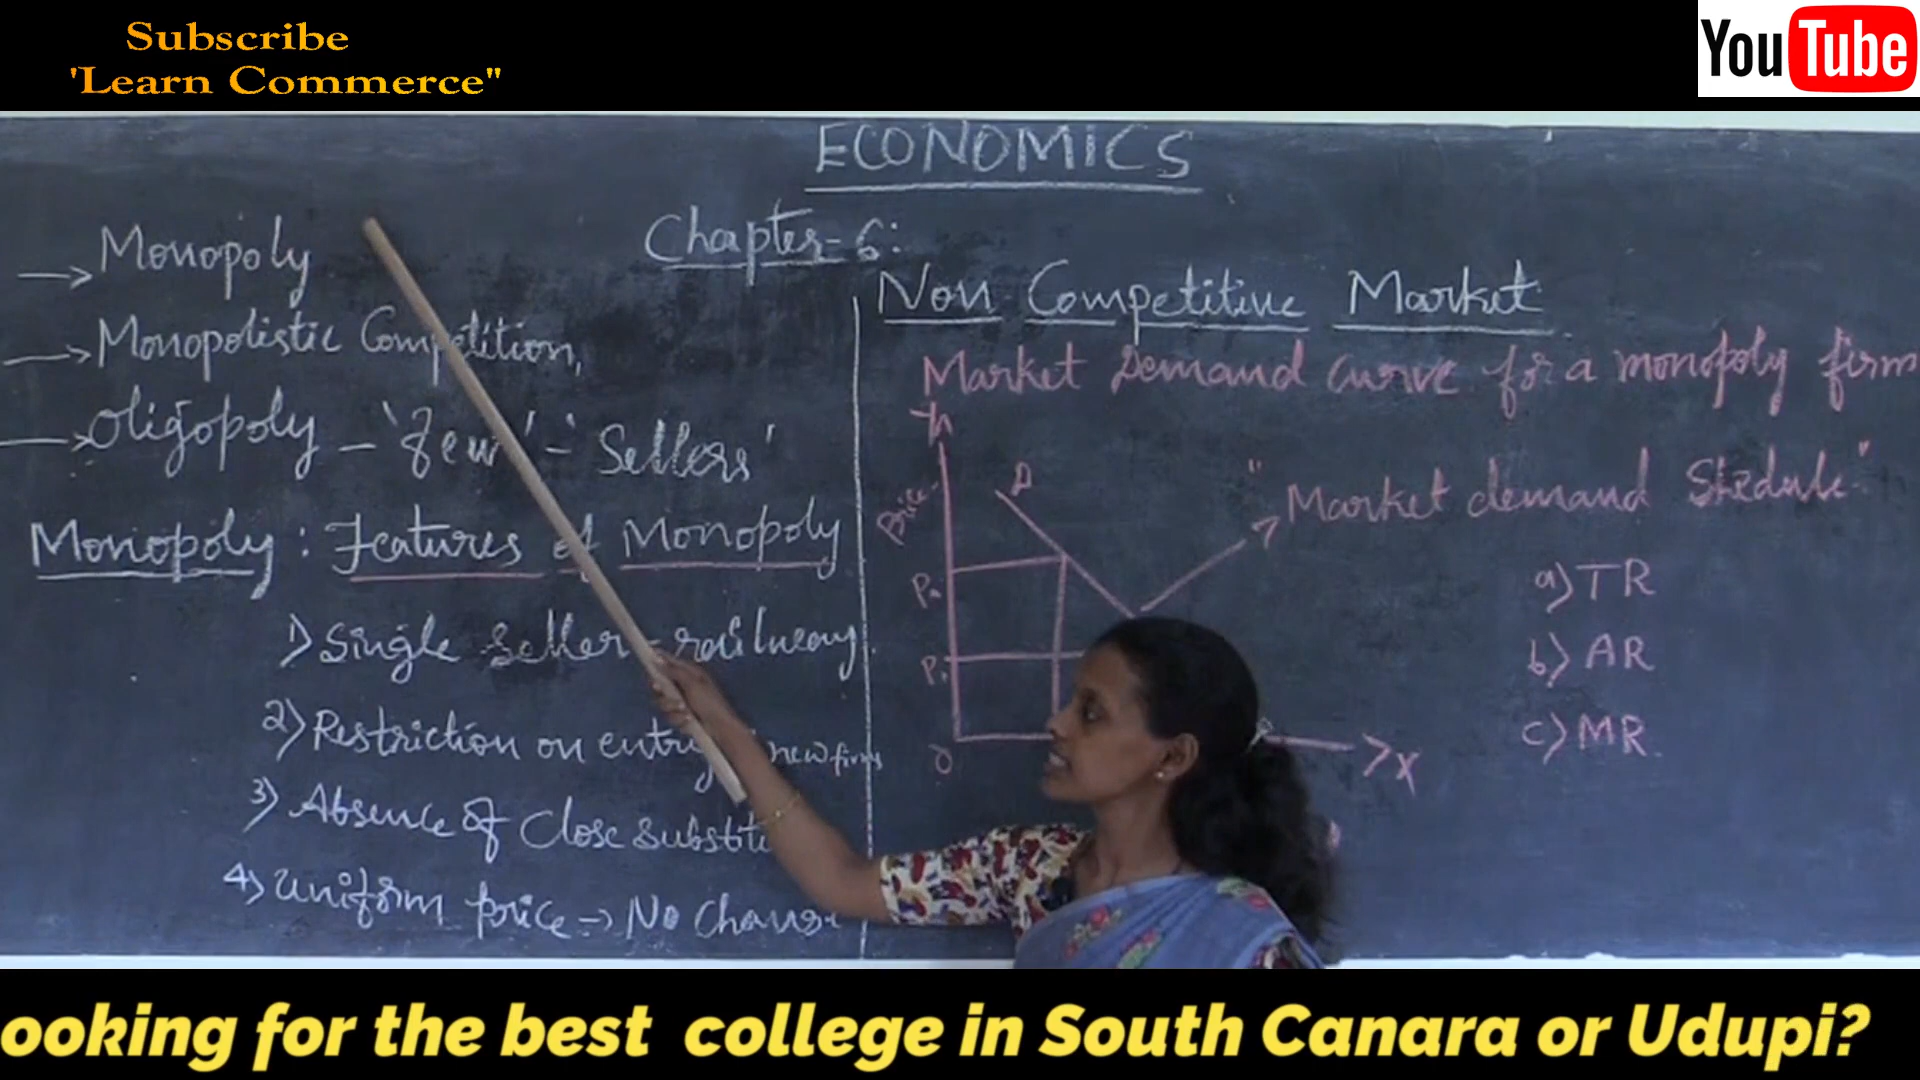 Subscribe
'Learn Commerce"
YouTube
ECONOMICS
Chapter-6:
Non Competitive Market
→ Monopoly
→ Monopolistic Competition,
→ Oligopoly - 'few' - 'Sellers'
Monopoly: Features of Monopoly
1) Single Seller - railway
2) Restriction on entry new firms
3) Absence of Close substit
4) Uniform price → No Change
Market Demand Curve for a monopoly firm
D
Price
"Market demand
P1
O
x
a) TR
b) AR
c) MR
ooking for the best college in South Canara or Udupi?